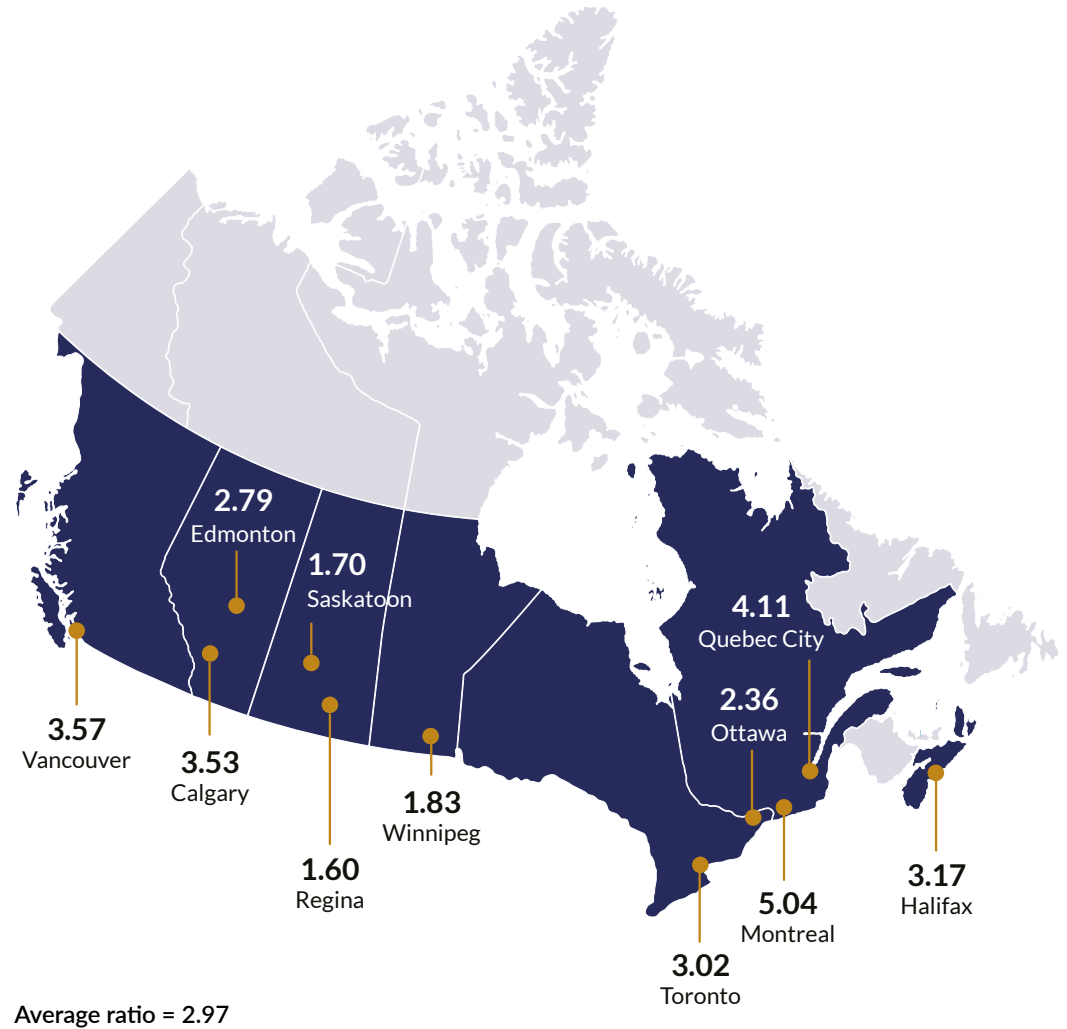 2.79
Edmonton
1.70
Saskatoon
4.11
Quebec City
2.36
Ottawa
3.57
Vancouver
3.53
Calgary
1.83
Winnipeg
1.60
Regina
3.17
Halifax
5.04
Montreal
3.02
Toronto
Average ratio = 2.97